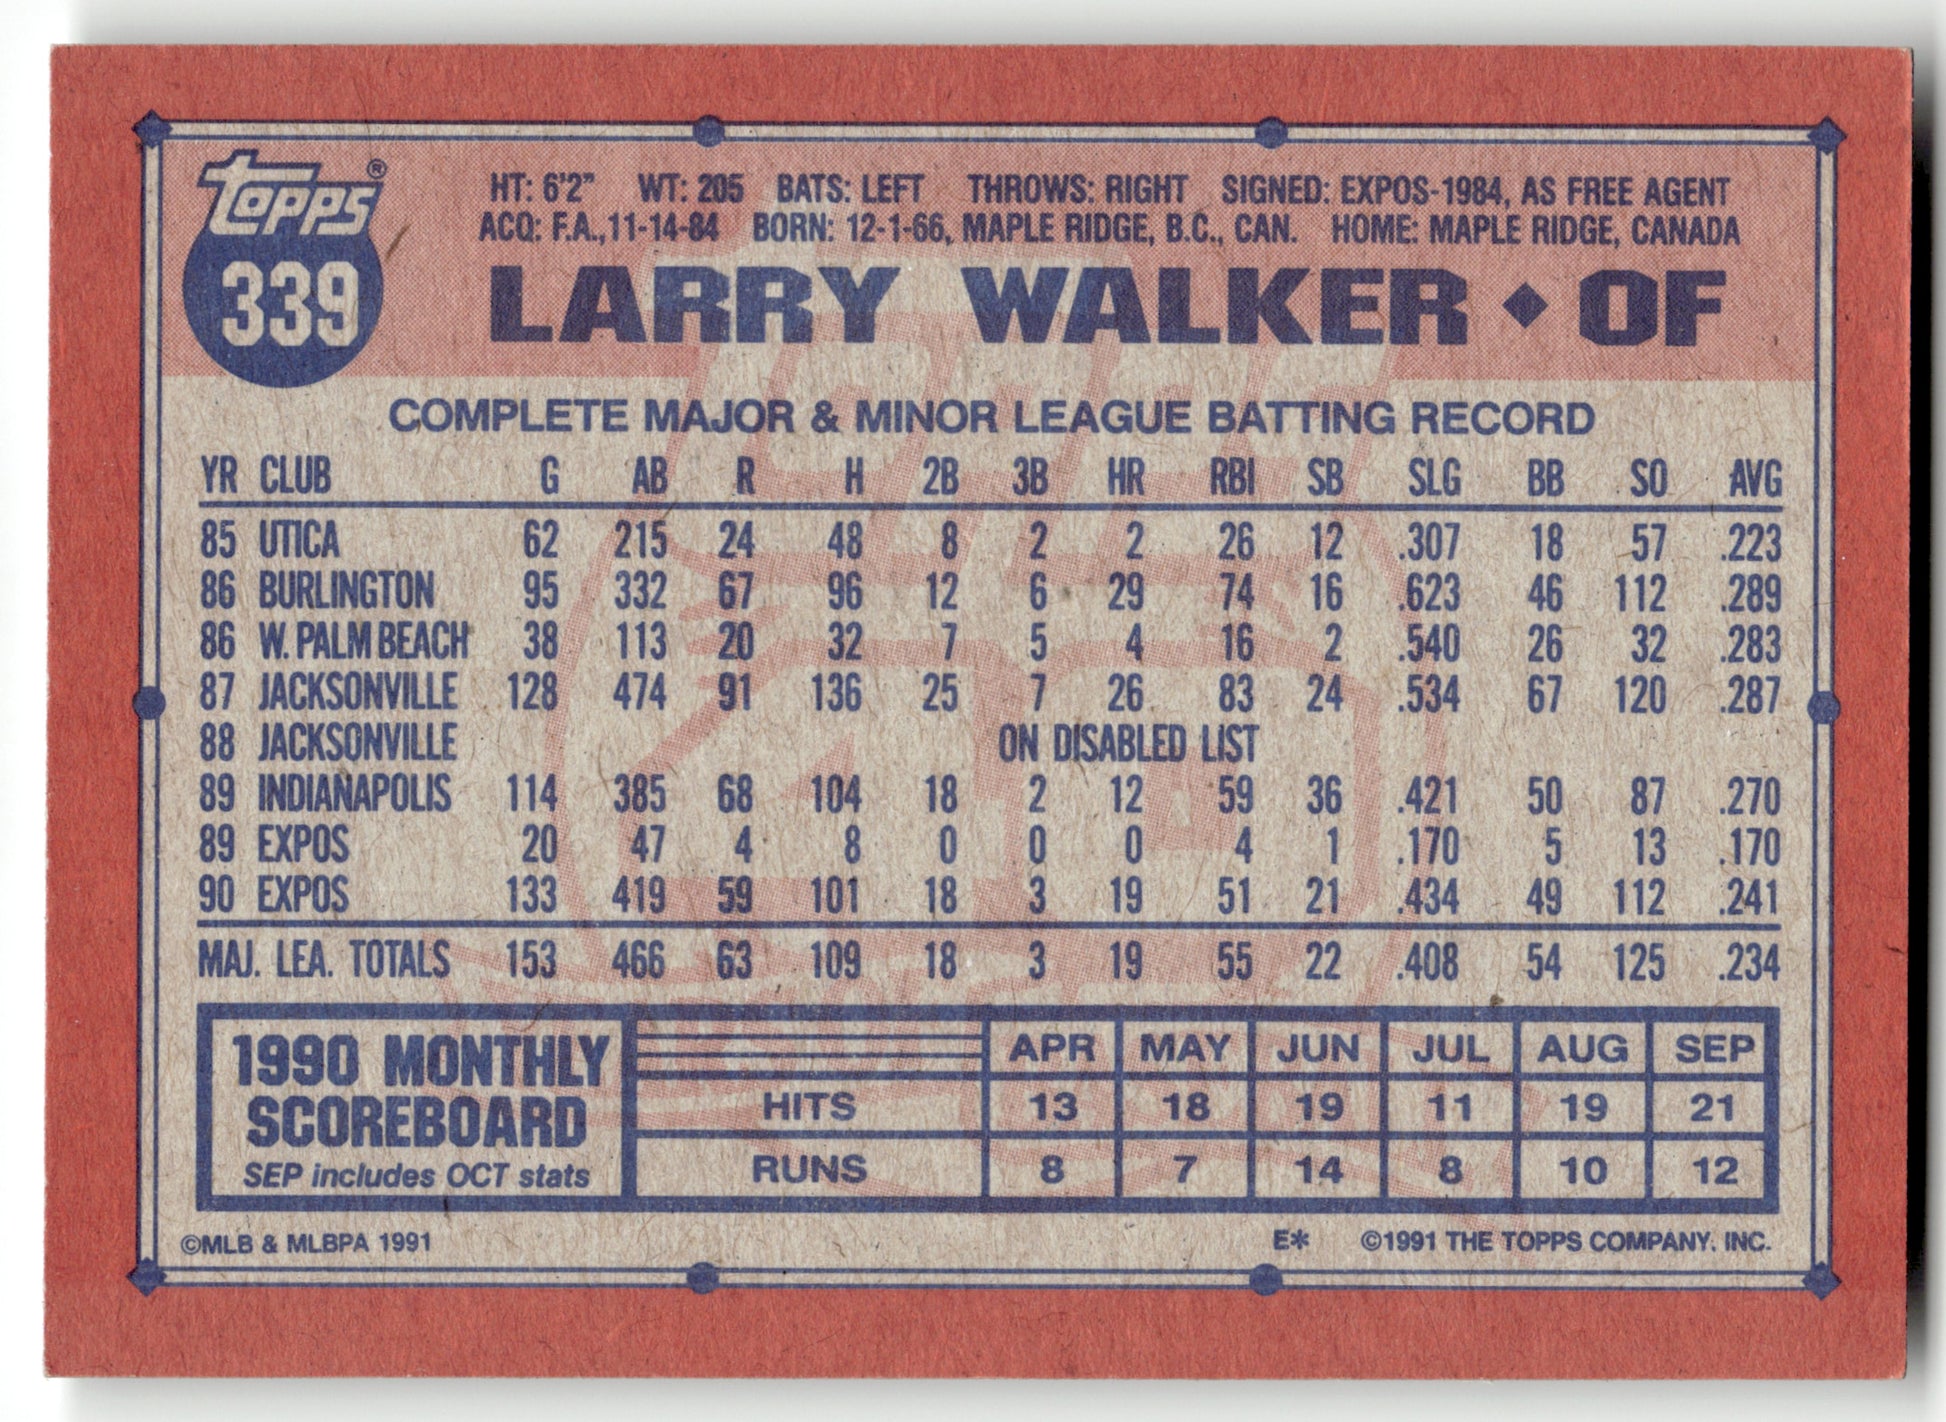 topps®
339
HT: 6'2" WT: 205 BATS: LEFT THROWS: RIGHT SIGNED: EXPOS-1984, AS FREE AGENT
ACQ: F.A.,11-14-84 BORN: 12-1-66, MAPLE RIDGE, B.C., CAN. HOME: MAPLE RIDGE, CANADA
LARRY WALKER ◆ OF
COMPLETE MAJOR & MINOR LEAGUE BATTING RECORD
YR CLUB G AB R H 2B 3B HR RBI SB SLG BB SO AVG
85 UTICA 62 215 24 48 8 2 2 26 12 .307 18 57 .223
86 BURLINGTON 95 332 67 96 12 6 29 74 16 .623 46 112 .289
86 W. PALM BEACH 38 113 20 32 7 5 4 16 2 .540 26 32 .283
87 JACKSONVILLE 128 474 91 136 25 7 26 83 24 .534 67 120 .287
88 JACKSONVILLE ON DISABLED LIST
89 INDIANAPOLIS 114 385 68 104 18 2 12 59 36 .421 50 87 .270
89 EXPOS 20 47 4 8 0 0 0 4 1 .170 5 13 .170
90 EXPOS 133 419 59 101 18 3 19 51 21 .434 49 112 .241
MAJ. LEA. TOTALS 153 466 63 109 18 3 19 55 22 .408 54 125 .234
1990 MONTHLY
SCOREBOARD
SEP includes OCT stats
APR MAY JUN JUL AUG SEP
HITS 13 18 19 11 19 21
RUNS 8 7 14 8 10 12
©MLB & MLBPA 1991 E* ©1991 THE TOPPS COMPANY, INC.